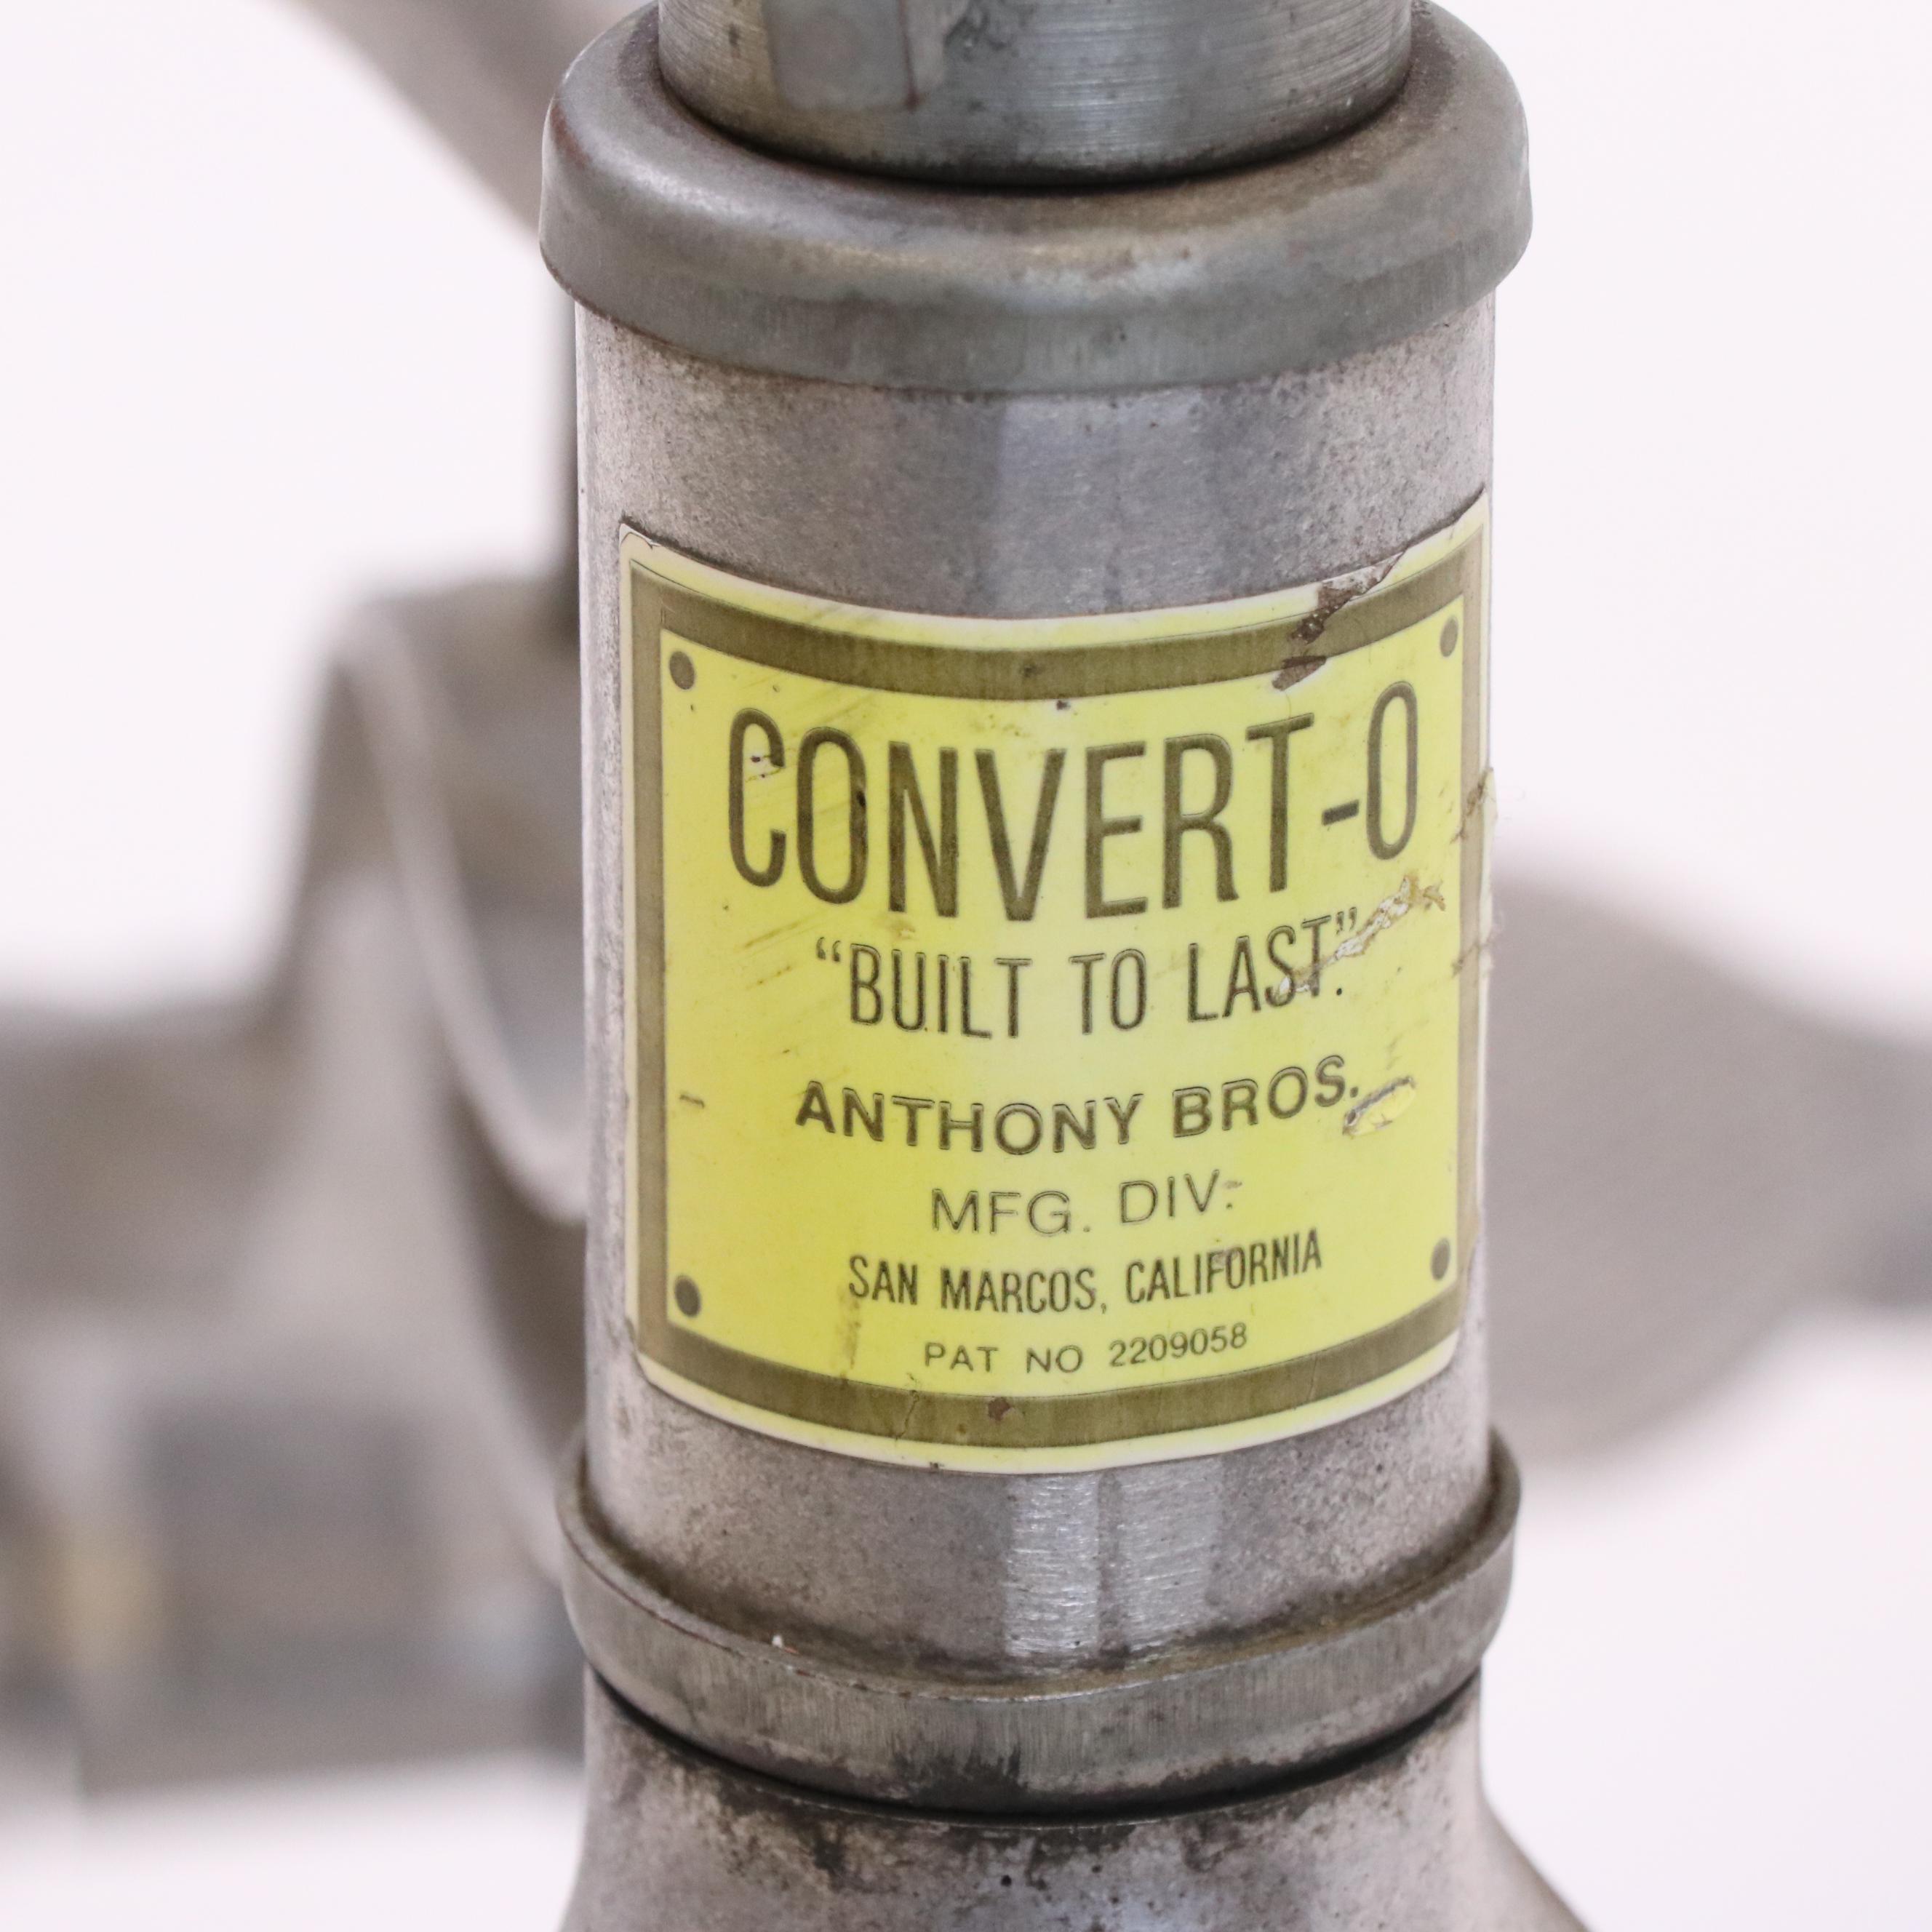 CONVERT-O
“BUILT TO LAST.”
ANTHONY BROS.
MFG. DIV.
SAN MARCOS, CALIFORNIA
PAT NO 2209058